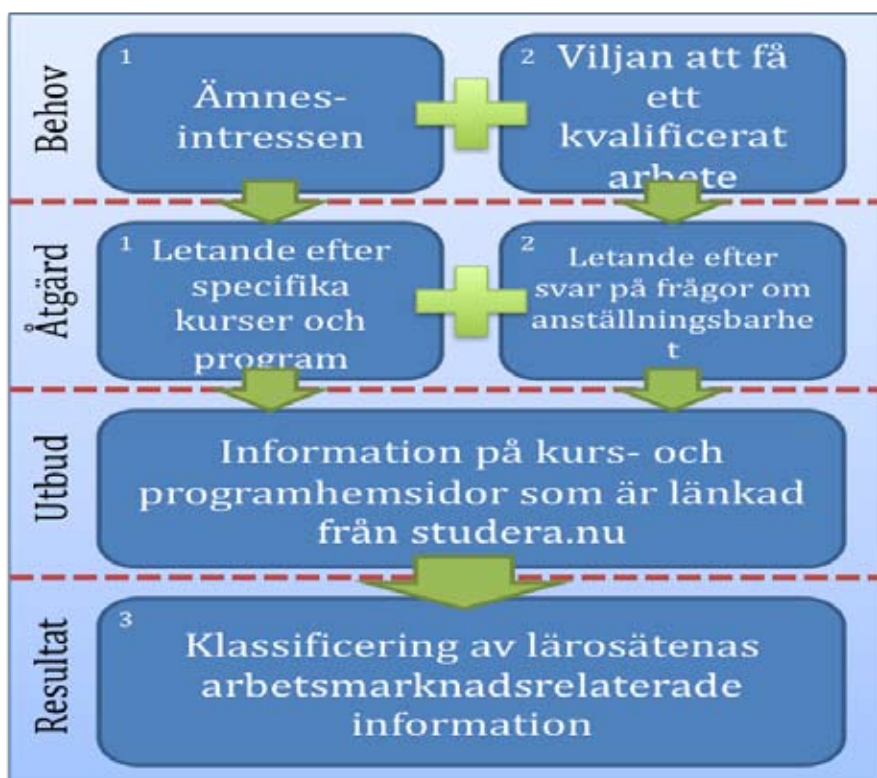 Behov
1
Ämnes-
intressen
2
Viljan att få
ett
kvalificerat
arbete
Åtgärd
1
Letande efter
specifika
kurser och
program
2
Letande efter
svar på frågor om
anställningsbarhe
t
Utbud
Information på kurs- och
programhemsidor som är länkad
från studera.nu
Resultat
3
Klassificering av lärosätenas
arbetsmarknadsrelaterade
information